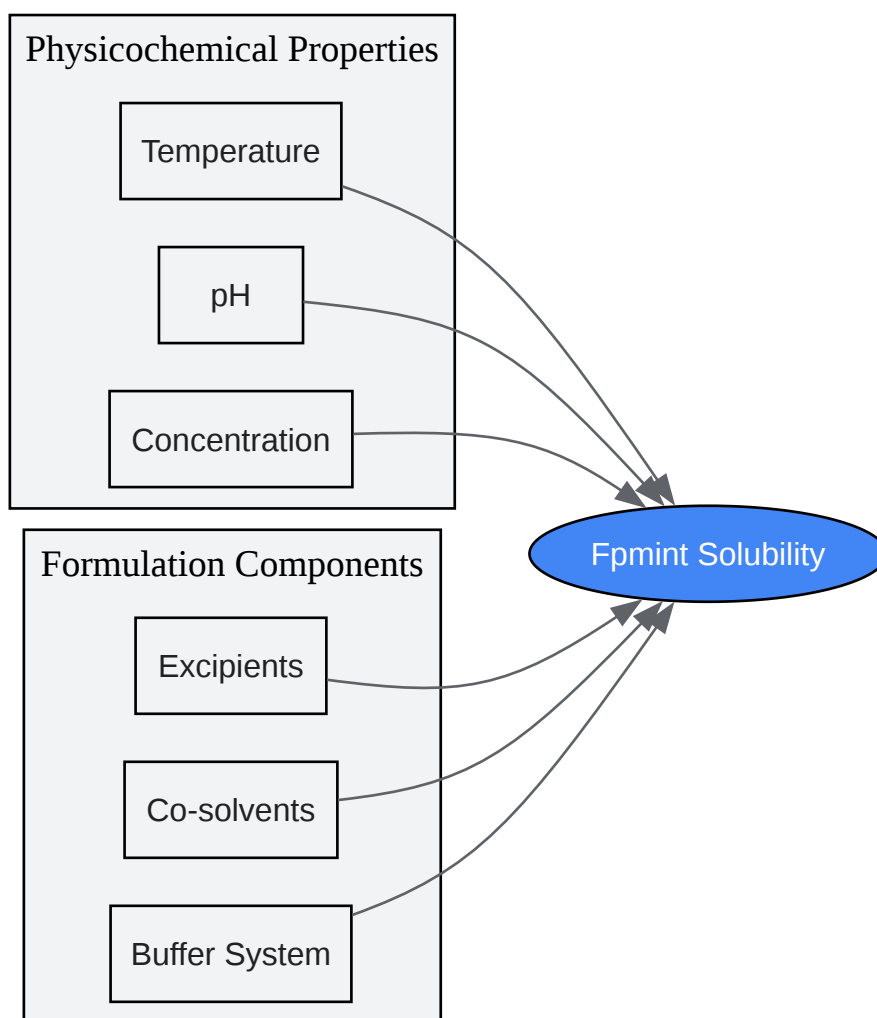 Physicochemical Properties
Temperature
pH
Concentration
Fpmint Solubility
Formulation Components
Excipients
Co-solvents
Buffer System